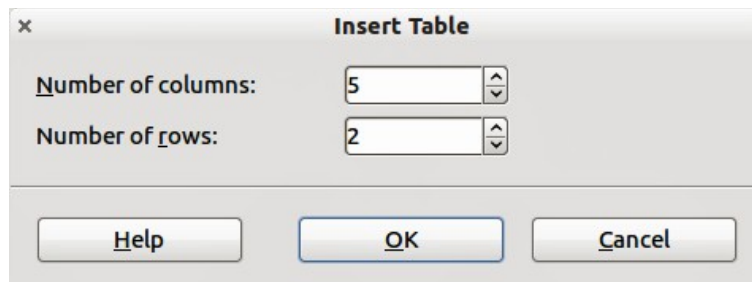 Insert Table
Number of columns: 5
Number of rows: 2
Help OK Cancel